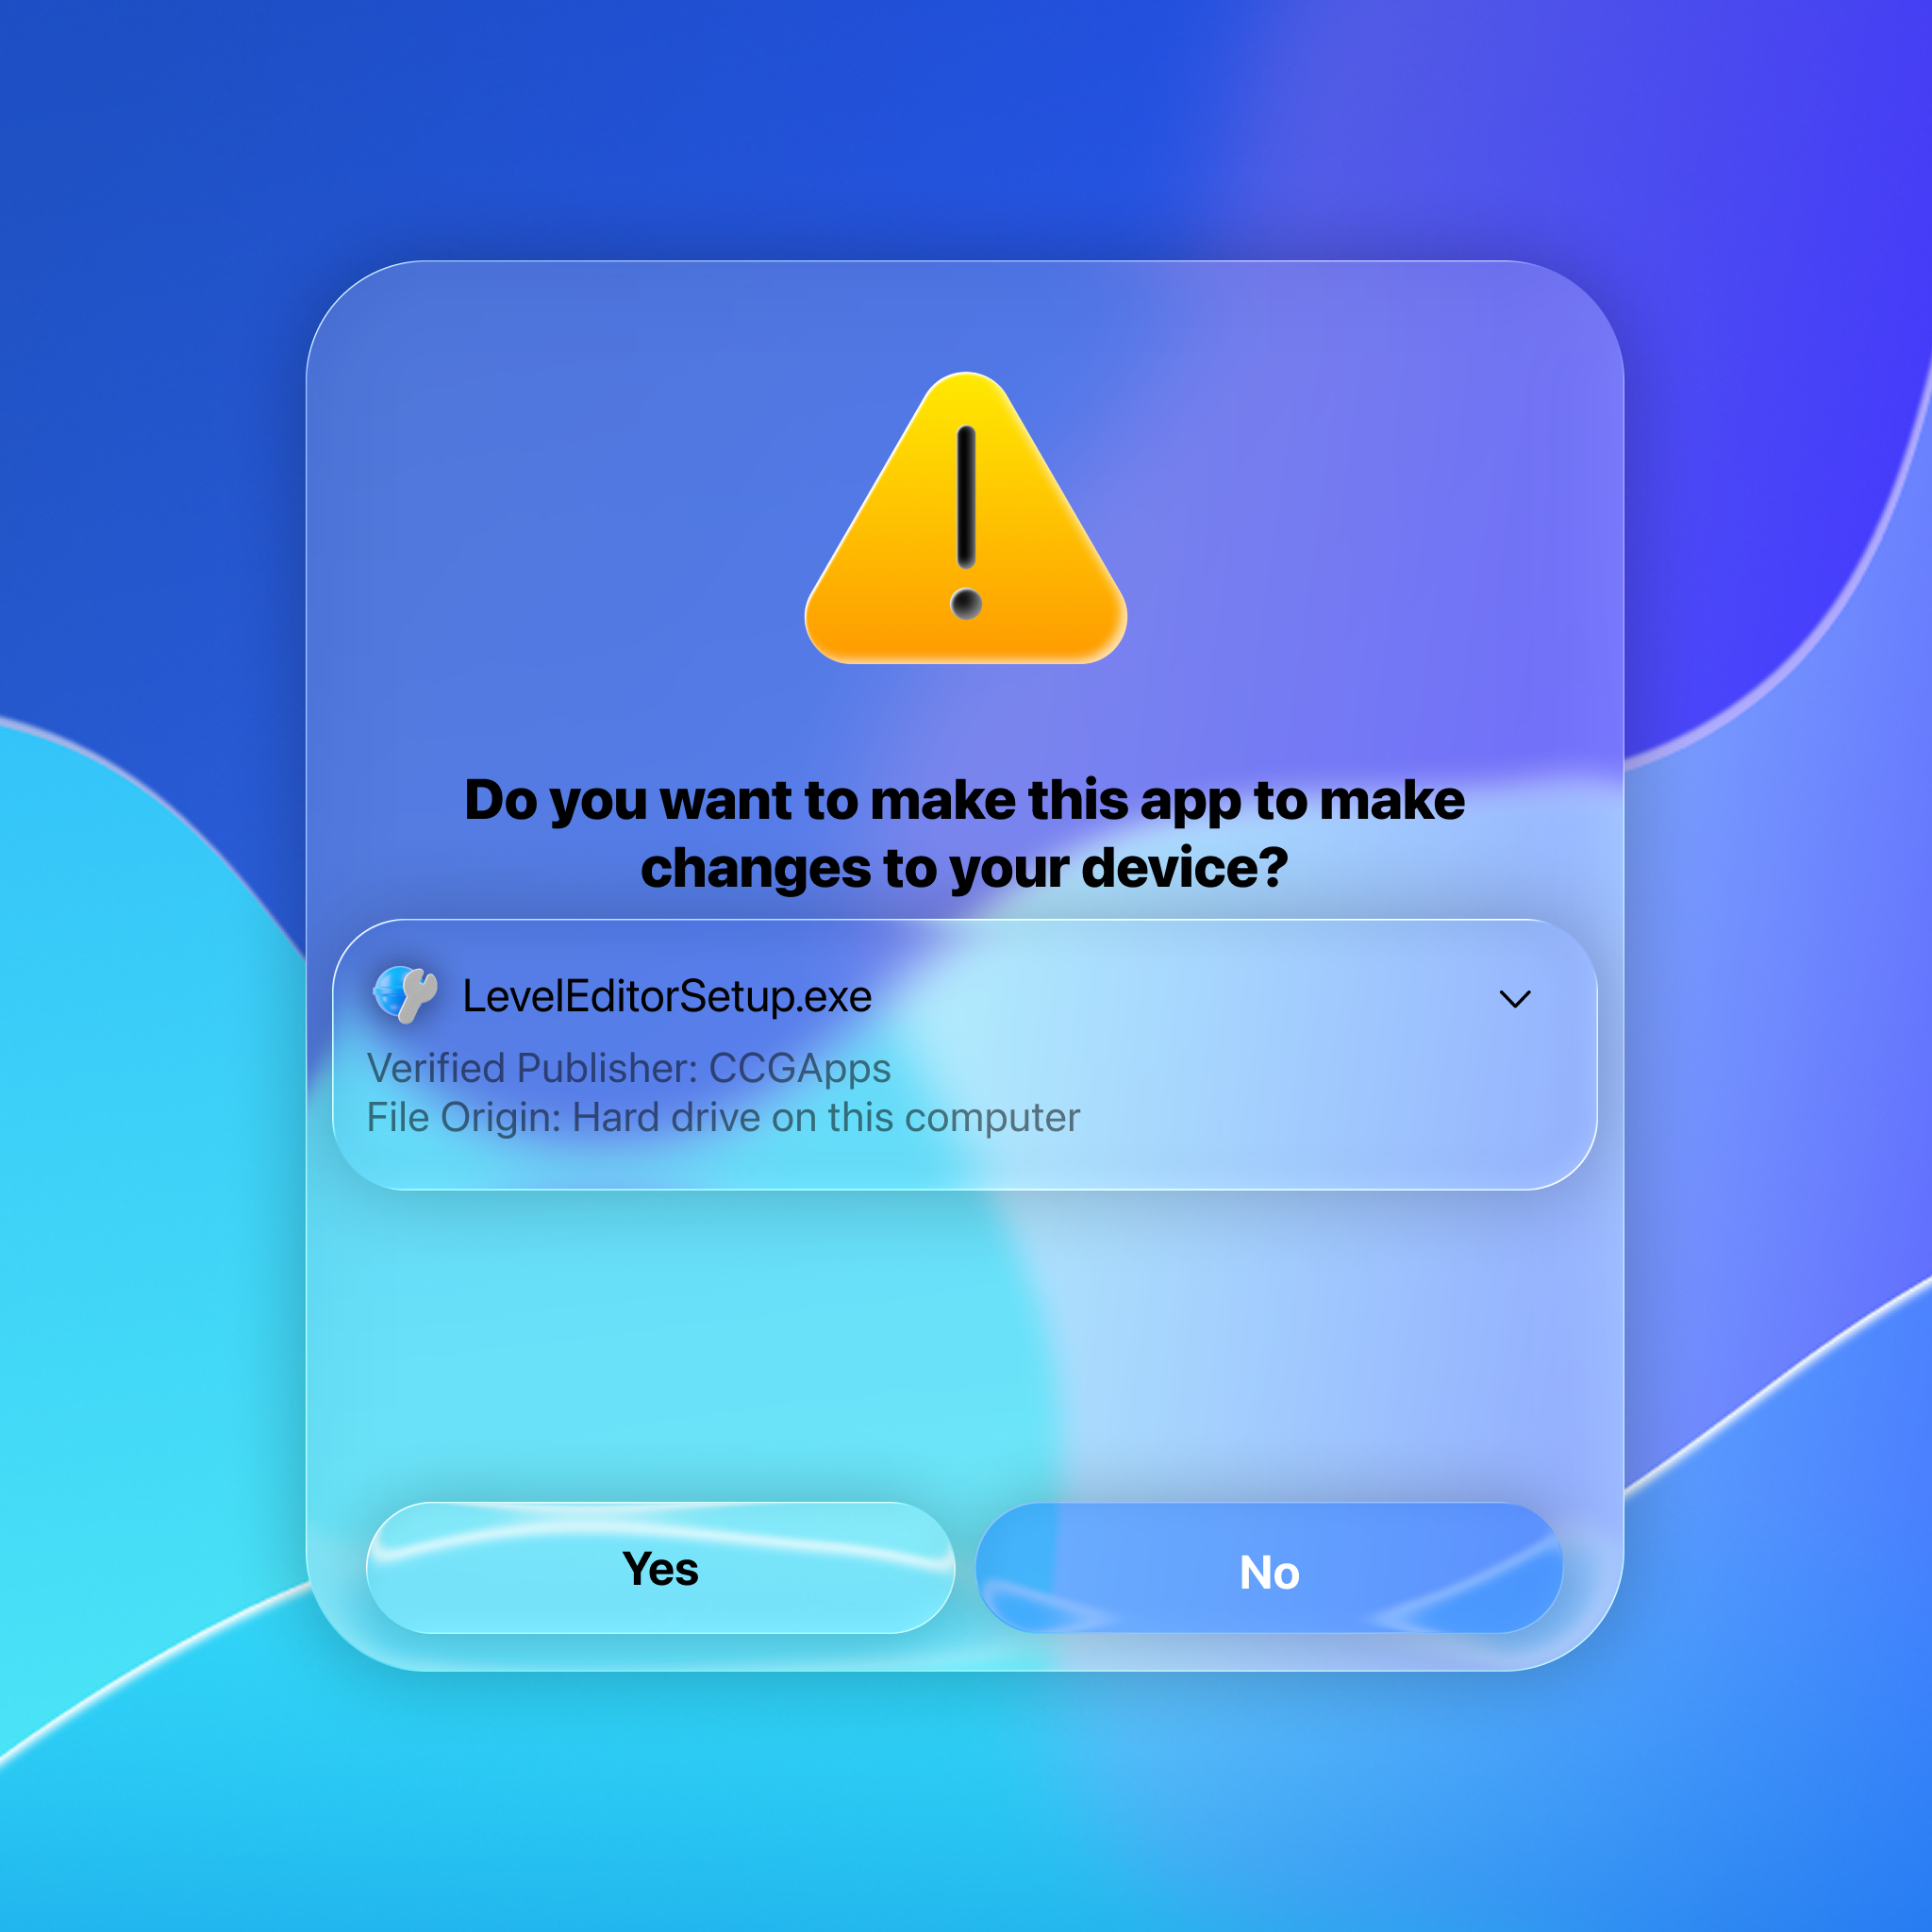 Do you want to make this app to make
changes to your device?
LevelEditorSetup.exe
Verified Publisher: CCGApps
File Origin: Hard drive on this computer
Yes
No